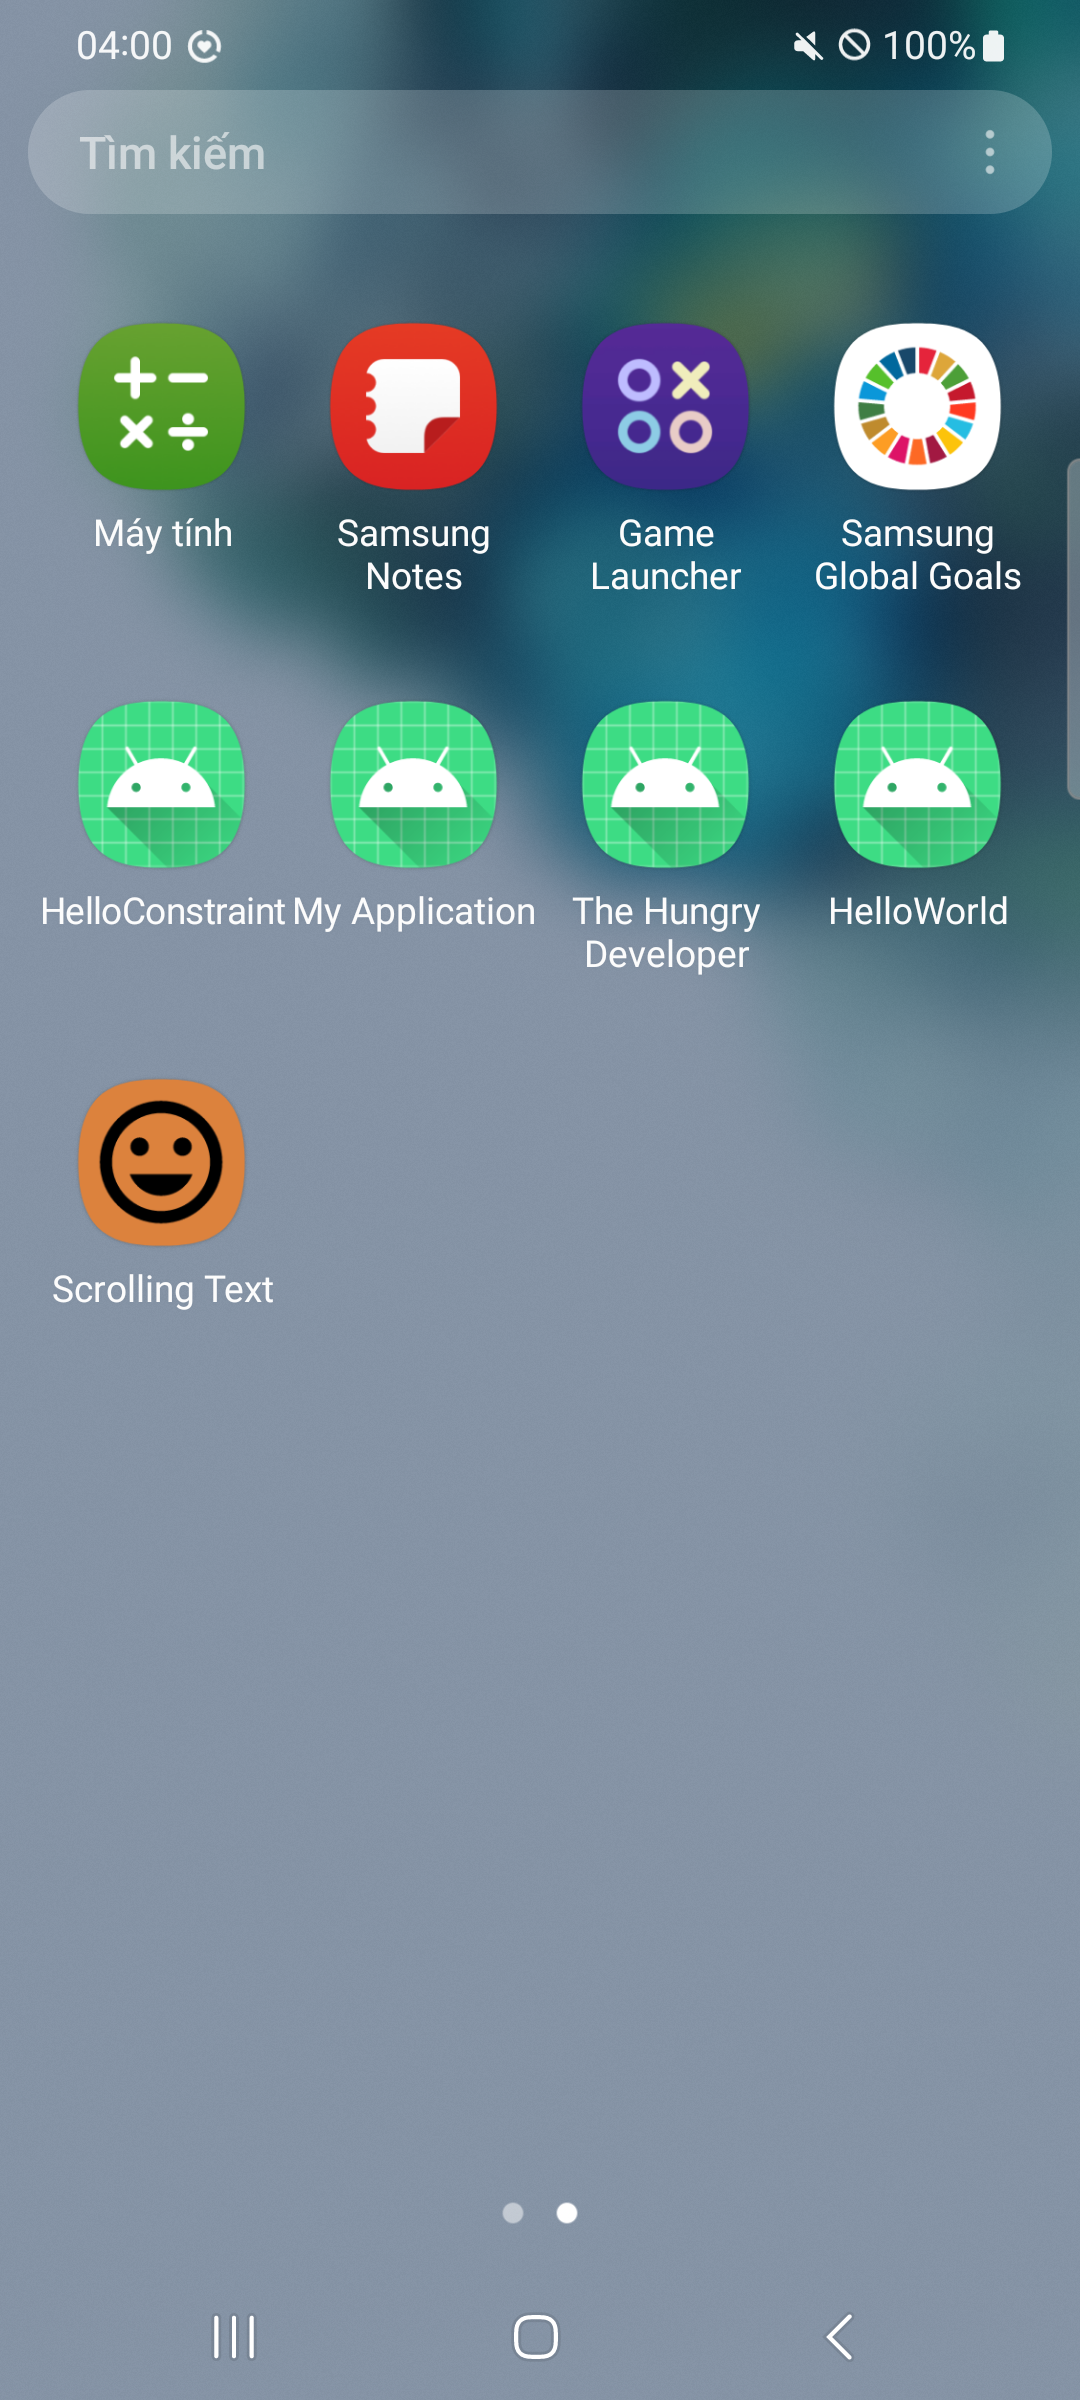 04:00
100%
Tìm kiếm
Máy tính
Samsung
Notes
Game
Launcher
Samsung
Global Goals
HelloConstraint
My Application
The Hungry
Developer
HelloWorld
Scrolling Text